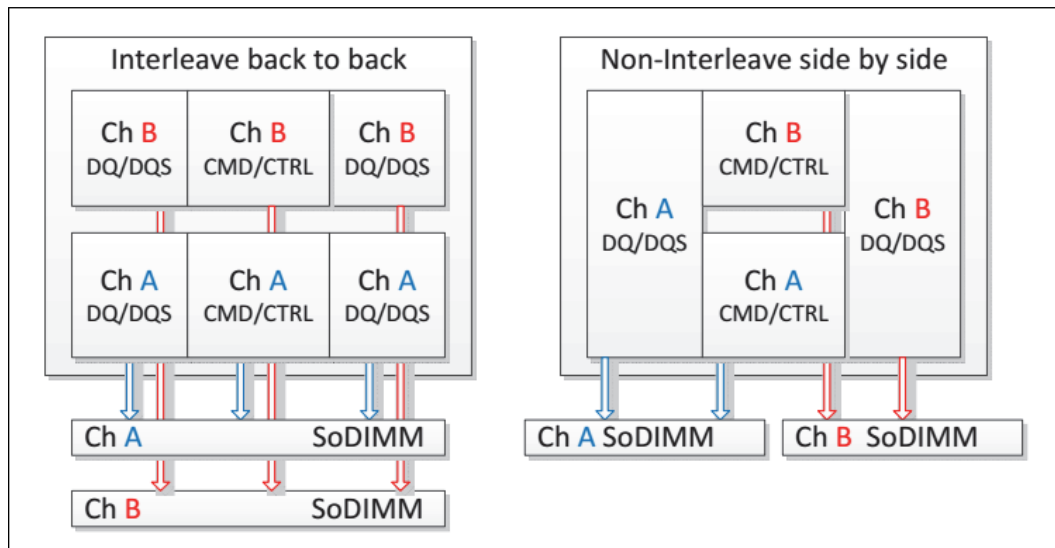 Interleave back to back
Ch B
DQ/DQS
Ch B
CMD/CTRL
Ch B
DQ/DQS
Ch A
DQ/DQS
Ch A
CMD/CTRL
Ch A
DQ/DQS
Ch A SoDIMM
Ch B SoDIMM
Non-Interleave side by side
Ch A
DQ/DQS
Ch B
CMD/CTRL
Ch A
CMD/CTRL
Ch B
DQ/DQS
Ch A SoDIMM
Ch B SoDIMM